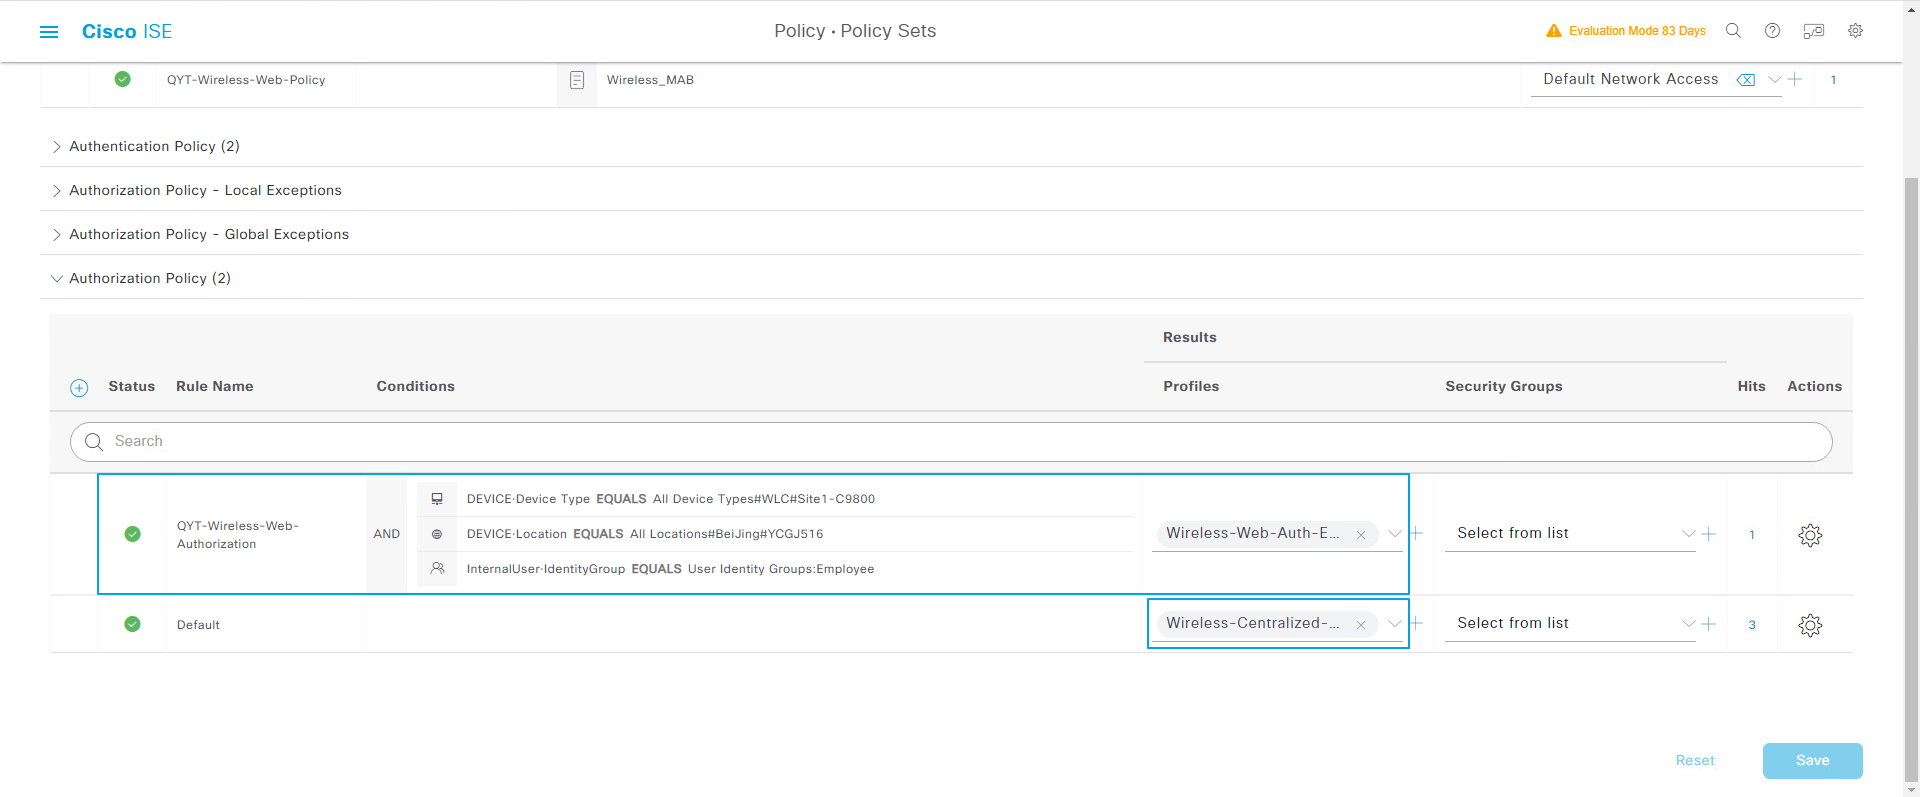 Cisco ISE
Policy · Policy Sets
Evaluation Mode 83 Days
QYT-Wireless-Web-Policy
Wireless_MAB
Default Network Access
1
Authentication Policy (2)
Authorization Policy - Local Exceptions
Authorization Policy - Global Exceptions
Authorization Policy (2)
Results
Status Rule Name Conditions Profiles Security Groups Hits Actions
Search
QYT-Wireless-Web-
Authorization
AND
DEVICE·Device Type EQUALS All Device Types#WLC#Site1-C9800
DEVICE·Location EQUALS All Locations#BeiJing#YCGJ516
InternalUser·IdentityGroup EQUALS User Identity Groups:Employee
Wireless-Web-Auth-E...
Select from list
1
Default
Wireless-Centralized-...
Select from list
3
Reset
Save